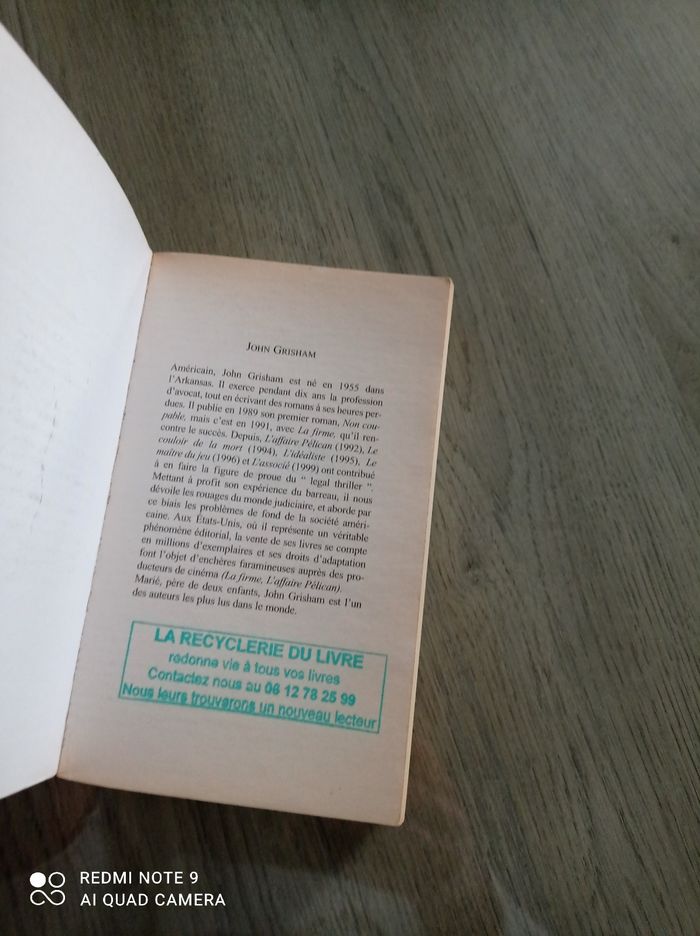 JOHN GRISHAM
Américain, John Grisham est né en 1955 dans
l'Arkansas. Il exerce pendant dix ans la profession
d'avocat, tout en écrivant des romans à ses heures per-
dues. Il publie en 1989 son premier roman, Non cou-
pable, mais c'est en 1991, avec La firme, qu'il ren-
contre le succès. Depuis, L'affaire Pélican (1992), Le
couloir de la mort (1994), L'idéaliste (1995), Le
maître du jeu (1996) et L'associé (1999) ont contribué
à en faire la figure de proue du “ legal thriller ”.
Mettant à profit son expérience du barreau, il nous
dévoile les rouages du monde judiciaire, et aborde par
ce biais les problèmes de fond de la société améri-
caine. Aux États-Unis, où il représente un véritable
phénomène éditorial, la vente de ses livres se compte
en millions d'exemplaires et ses droits d'adaptation
font l'objet d'enchères faramineuses auprès des pro-
ducteurs de cinéma (La firme, L'affaire Pélican).
Marié, père de deux enfants, John Grisham est l'un
des auteurs les plus lus dans le monde.
LA RECYCLERIE DU LIVRE
redonne vie à tous vos livres
Contactez nous au 06 12 78 25 99
Nous leurs trouverons un nouveau lecteur
REDMI NOTE 9
AI QUAD CAMERA